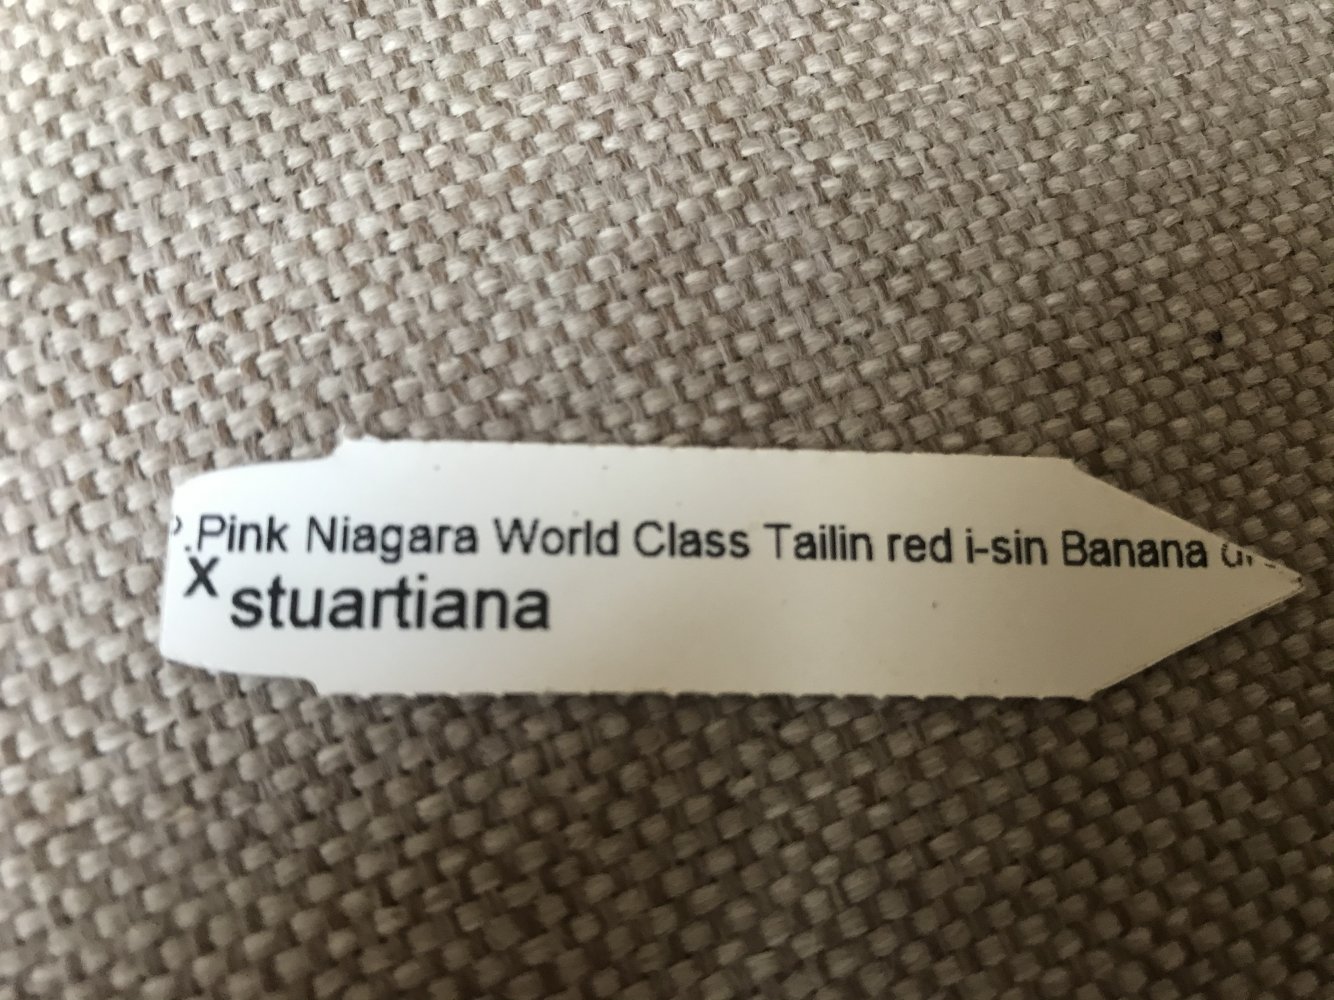 P.Pink Niagara World Class Tailin red i-sin Banana
x stuartiana